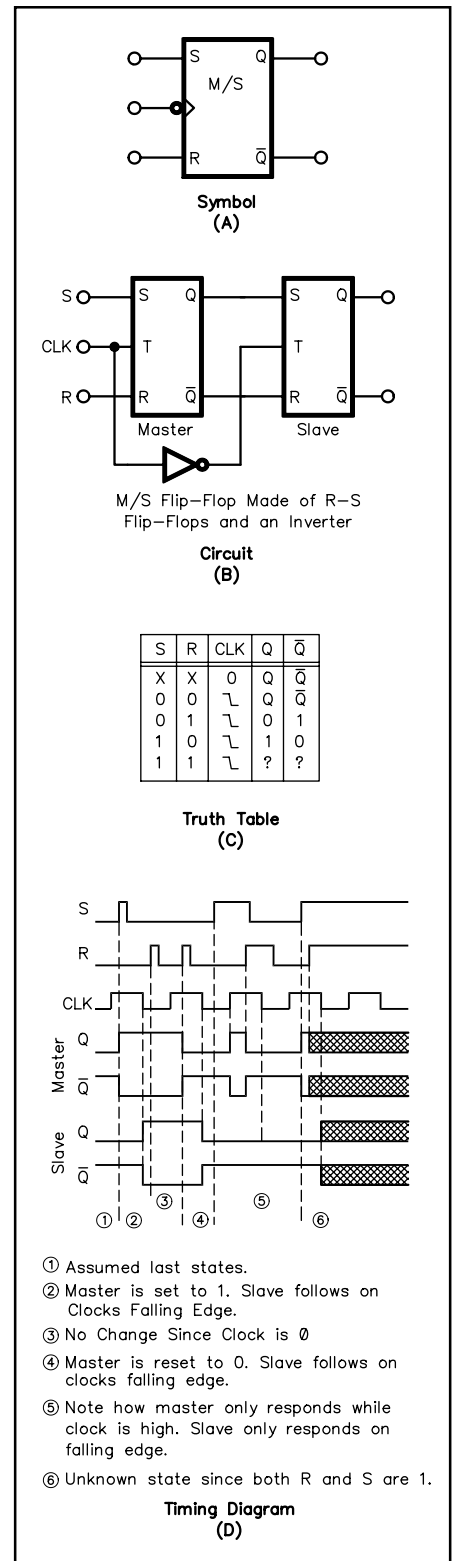 S Q
M/S
R Q̅
Symbol
(A)
S S Q S Q
CLK T T
R R Q̅ R Q̅
Master Slave
M/S Flip-Flop Made of R-S
Flip-Flops and an Inverter
Circuit
(B)
S R CLK Q Q̅
X X 0 Q Q̅
0 0 Q Q̅
0 1 0 1
1 0 1 0
1 1 ? ?
Truth Table
(C)
S
R
CLK
Master
Q
Q̅
Slave
Q
Q̅
① ② ③ ④ ⑤ ⑥
① Assumed last states.
② Master is set to 1. Slave follows on
Clocks Falling Edge.
③ No Change Since Clock is 0
④ Master is reset to 0. Slave follows on
clocks falling edge.
⑤ Note how master only responds while
clock is high. Slave only responds on
falling edge.
⑥ Unknown state since both R and S are 1.
Timing Diagram
(D)